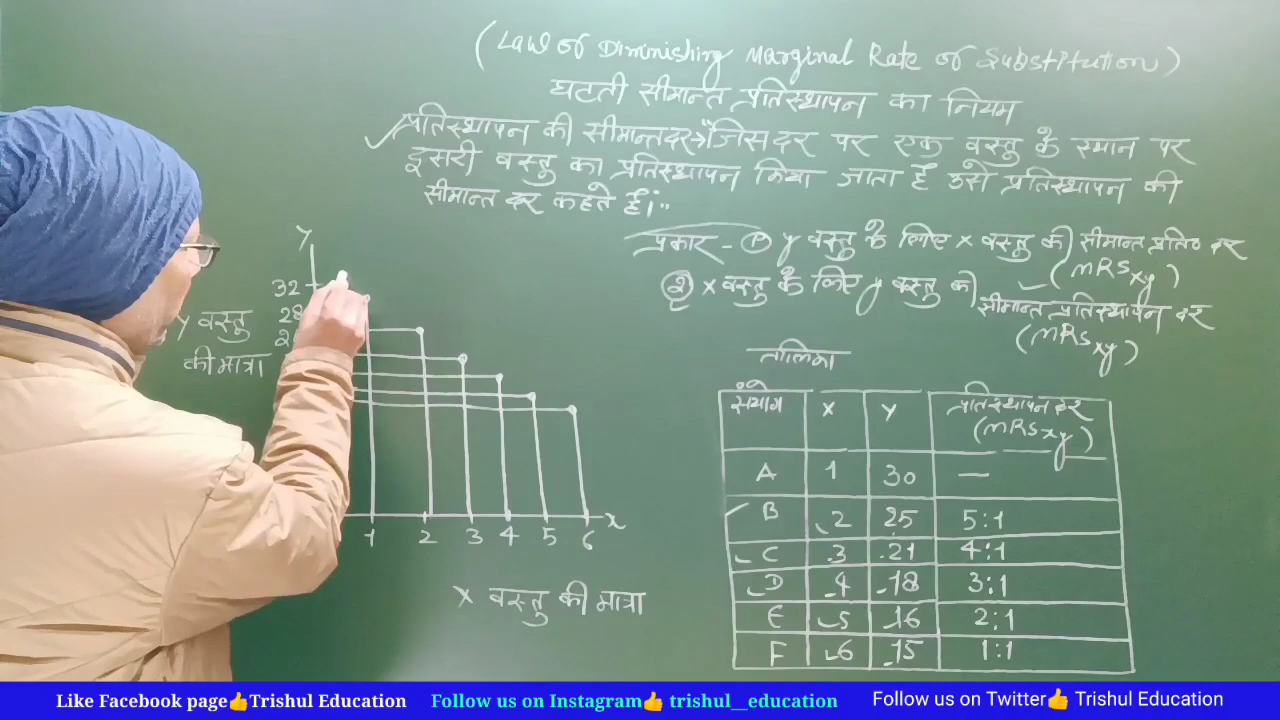 (Law of Diminishing Marginal Rate of Substitution)
घटती सीमान्त प्रतिस्थापन का नियम
प्रतिस्थापन की सीमान्तदर→"जिस दर पर एक वस्तु के स्थान पर
दूसरी वस्तु का प्रतिस्थापन किया जाता है उसे प्रतिस्थापन की
सीमान्त दर कहते हैं।"
प्रकार - ① y वस्तु के लिए x वस्तु की सीमान्त प्रति० दर
(MRSxy)
② x वस्तु के लिए y वस्तु की सीमान्त प्रतिस्थापन दर
(MRSxy)
Y
32
28
y वस्तु
की मात्रा
1 2 3 4 5 6 x
x वस्तु की मात्रा
तालिका
संयोग X Y प्रतिस्थापन दर
(MRSxy)
A 1 30 —
B 2 25 5:1
C 3 21 4:1
D 4 18 3:1
E 5 16 2:1
F 6 15 1:1
Like Facebook page👍Trishul Education Follow us on Instagram👍 trishul__education Follow us on Twitter👍 Trishul Education